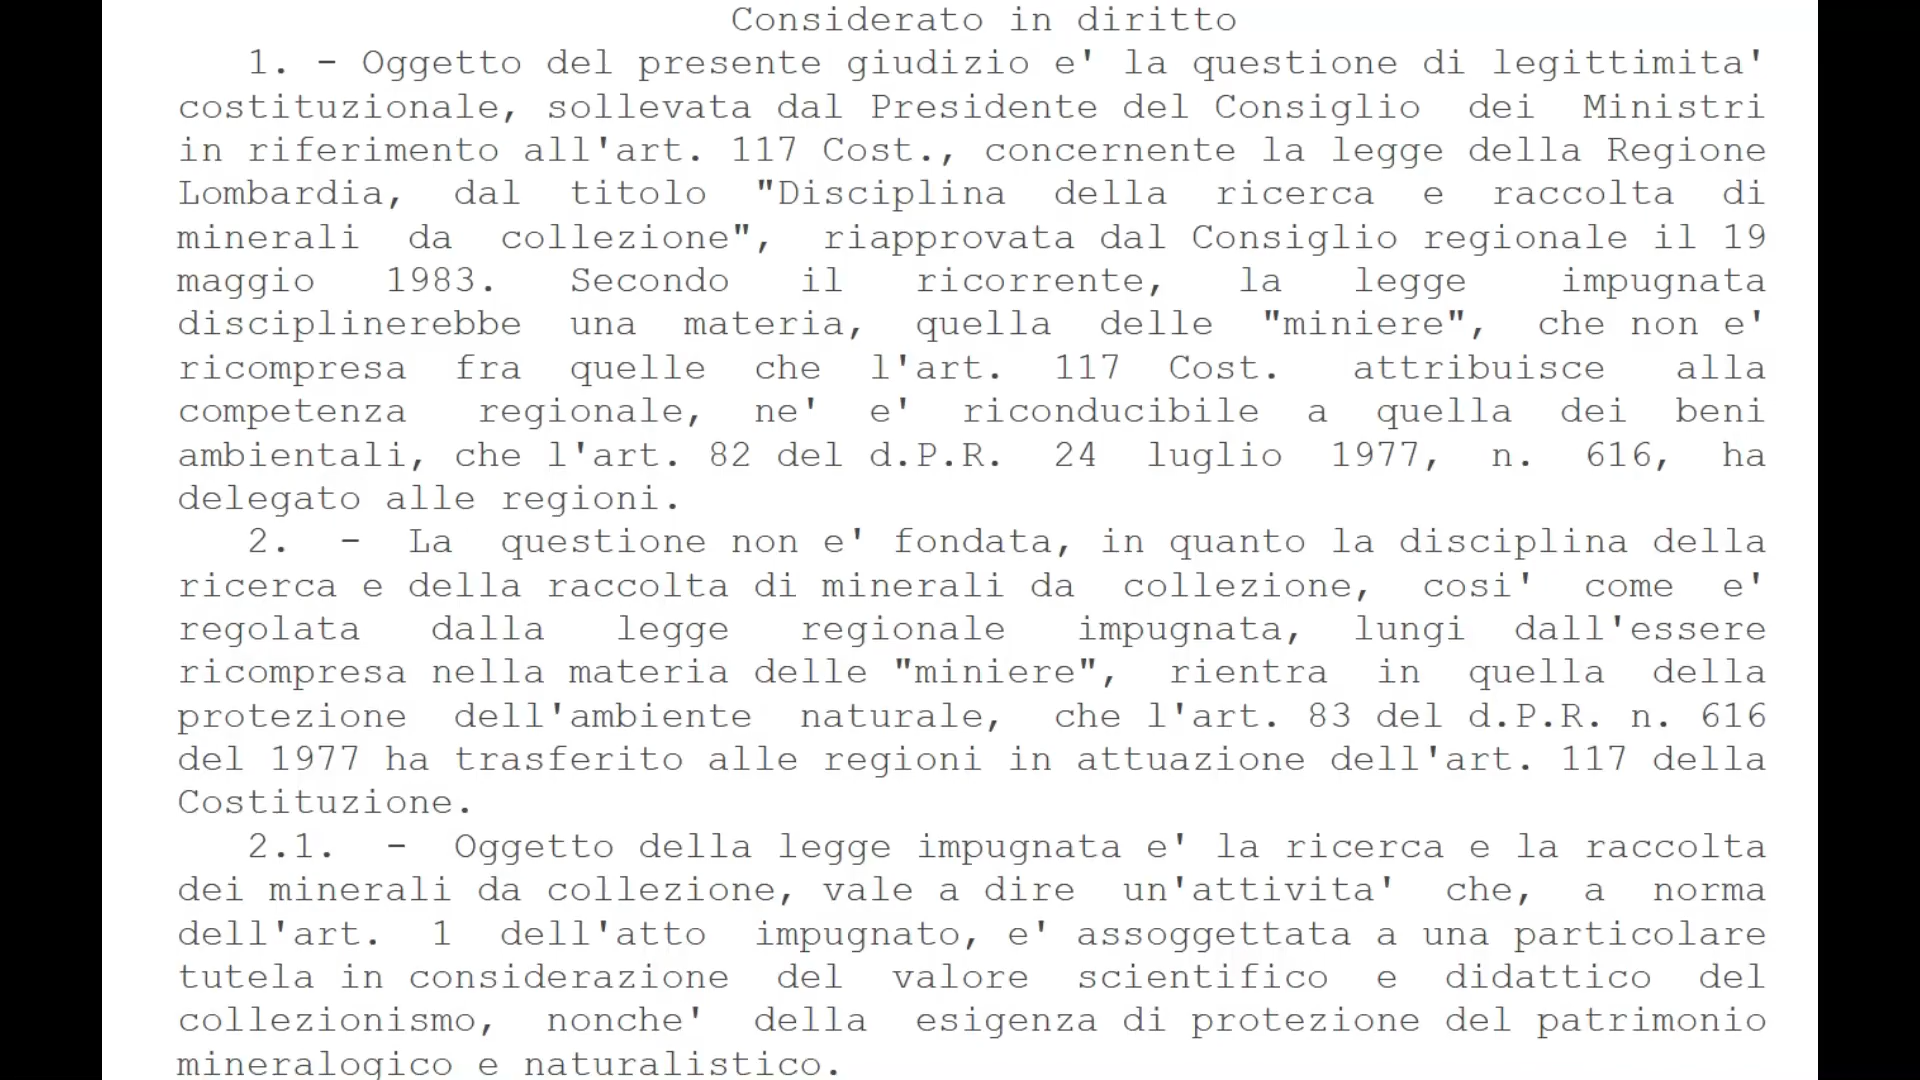 Considerato in diritto
1. - Oggetto del presente giudizio e' la questione di legittimita'
costituzionale, sollevata dal Presidente del Consiglio dei Ministri
in riferimento all'art. 117 Cost., concernente la legge della Regione
Lombardia, dal titolo "Disciplina della ricerca e raccolta di
minerali da collezione", riapprovata dal Consiglio regionale il 19
maggio 1983. Secondo il ricorrente, la legge impugnata
disciplinerebbe una materia, quella delle "miniere", che non e'
ricompresa fra quelle che l'art. 117 Cost. attribuisce alla
competenza regionale, ne' e' riconducibile a quella dei beni
ambientali, che l'art. 82 del d.P.R. 24 luglio 1977, n. 616, ha
delegato alle regioni.
2. - La questione non e' fondata, in quanto la disciplina della
ricerca e della raccolta di minerali da collezione, cosi' come e'
regolata dalla legge regionale impugnata, lungi dall'essere
ricompresa nella materia delle "miniere", rientra in quella della
protezione dell'ambiente naturale, che l'art. 83 del d.P.R. n. 616
del 1977 ha trasferito alle regioni in attuazione dell'art. 117 della
Costituzione.
2.1. - Oggetto della legge impugnata e' la ricerca e la raccolta
dei minerali da collezione, vale a dire un'attivita' che, a norma
dell'art. 1 dell'atto impugnato, e' assoggettata a una particolare
tutela in considerazione del valore scientifico e didattico del
collezionismo, nonche' della esigenza di protezione del patrimonio
mineralogico e naturalistico.